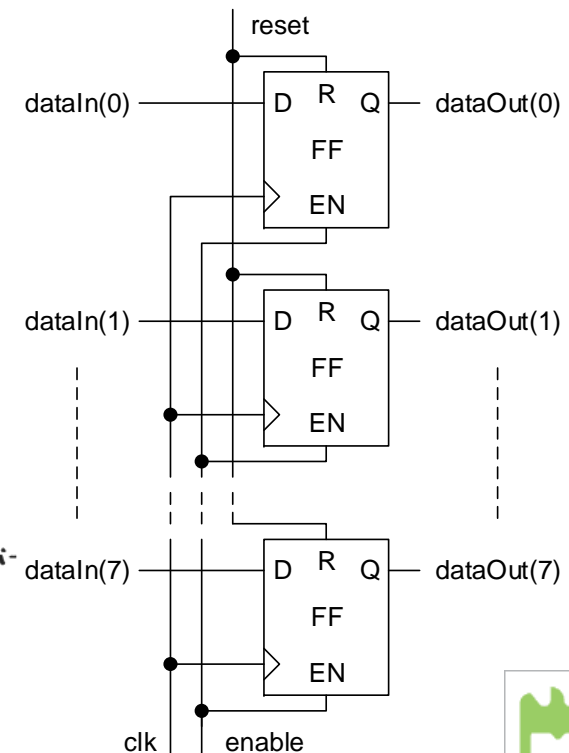 reset
dataIn(0) D R Q dataOut(0)
FF
EN
dataIn(1) D R Q dataOut(1)
FF
EN
dataIn(7) D R Q dataOut(7)
FF
EN
clk enable